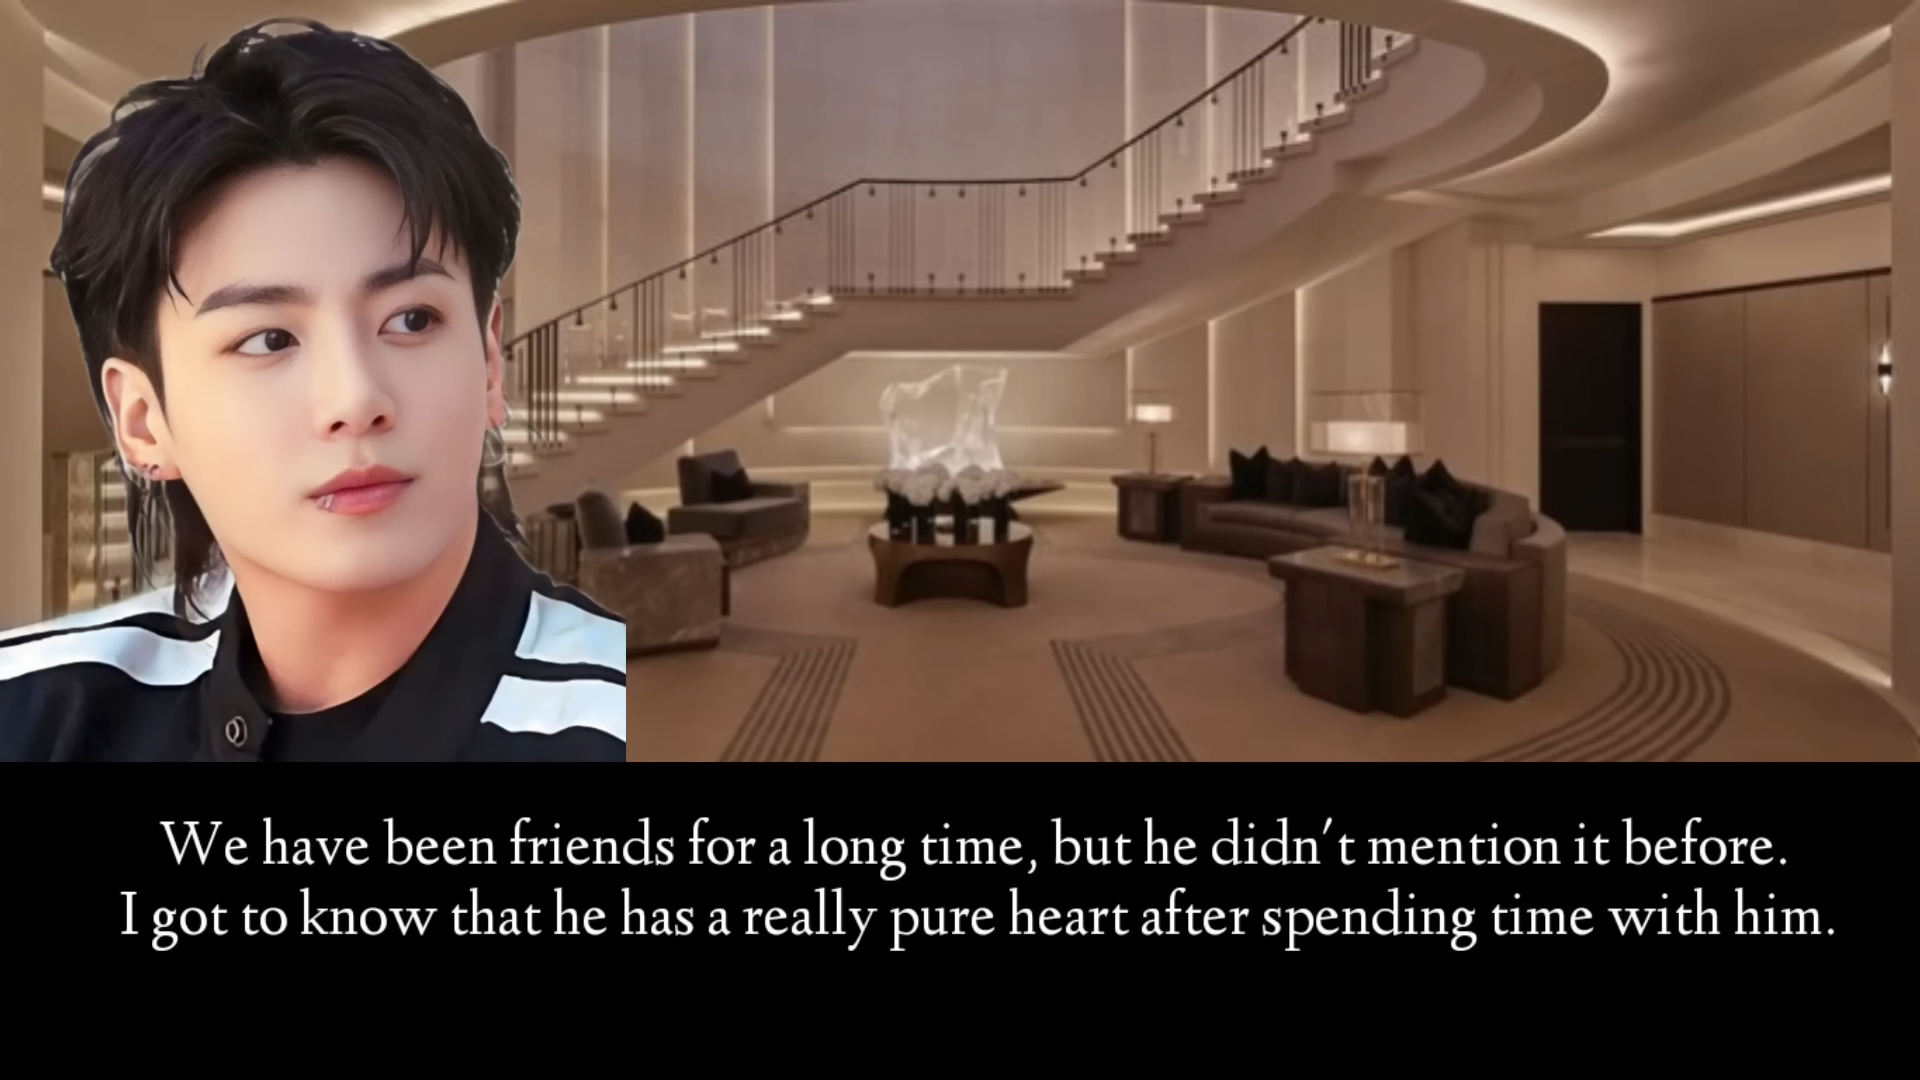 We have been friends for a long time, but he didn't mention it before.
I got to know that he has a really pure heart after spending time with him.